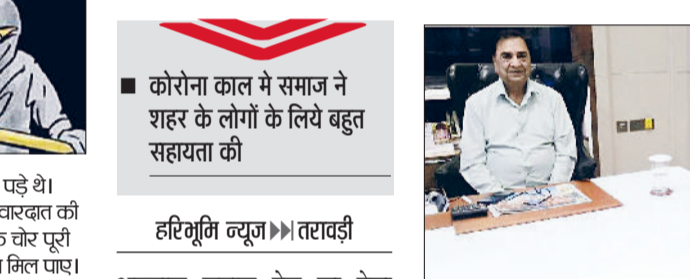 पड़े थे।
वारदात की
चोर पूरी
मिल पाए।
■ कोरोना काल मे समाज ने
शहर के लोगों के लिये बहुत
सहायता की
हरिभूमि न्यूज▶▶|तरावड़ी